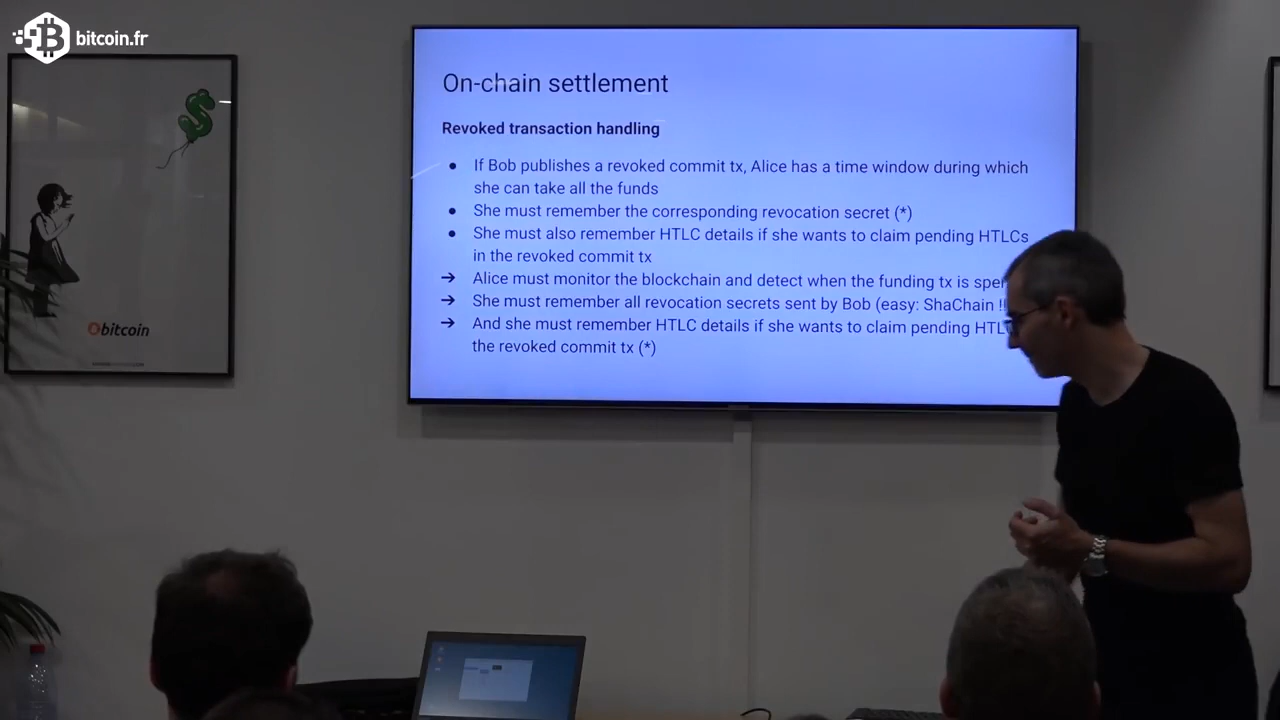 bitcoin.fr
On-chain settlement
Revoked transaction handling
● If Bob publishes a revoked commit tx, Alice has a time window during which
she can take all the funds
● She must remember the corresponding revocation secret (*)
● She must also remember HTLC details if she wants to claim pending HTLCs
in the revoked commit tx
➔ Alice must monitor the blockchain and detect when the funding tx is
➔ She must remember all revocation secrets sent by Bob (easy: ShaChain !!
➔ And she must remember HTLC details if she wants to claim pending
the revoked commit tx (*)
bitcoin